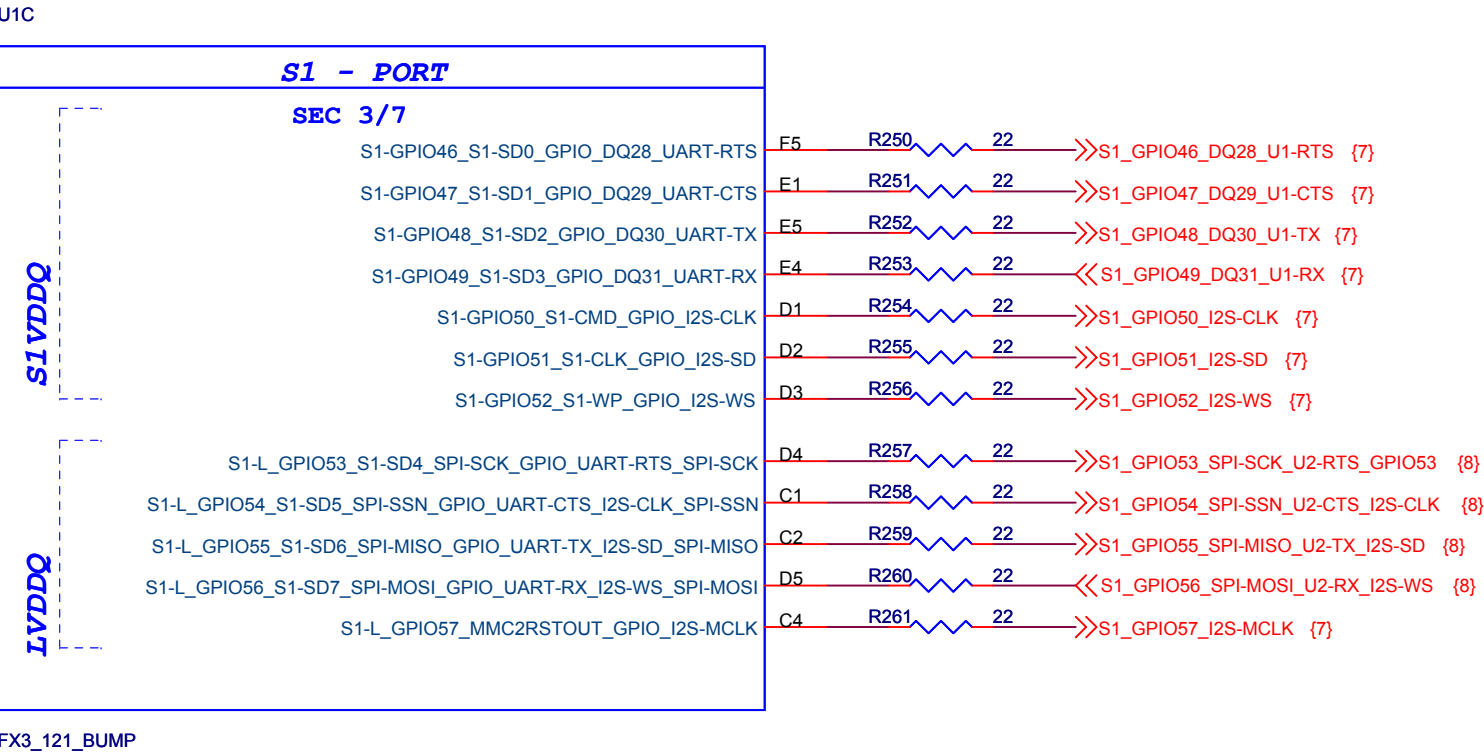 U1C
S1 - PORT
SEC 3/7
S1VDDQ
S1-GPIO46_S1-SD0_GPIO_DQ28_UART-RTS F5 R250 22 S1_GPIO46_DQ28_U1-RTS {7}
S1-GPIO47_S1-SD1_GPIO_DQ29_UART-CTS E1 R251 22 S1_GPIO47_DQ29_U1-CTS {7}
S1-GPIO48_S1-SD2_GPIO_DQ30_UART-TX E5 R252 22 S1_GPIO48_DQ30_U1-TX {7}
S1-GPIO49_S1-SD3_GPIO_DQ31_UART-RX E4 R253 22 S1_GPIO49_DQ31_U1-RX {7}
S1-GPIO50_S1-CMD_GPIO_I2S-CLK D1 R254 22 S1_GPIO50_I2S-CLK {7}
S1-GPIO51_S1-CLK_GPIO_I2S-SD D2 R255 22 S1_GPIO51_I2S-SD {7}
S1-GPIO52_S1-WP_GPIO_I2S-WS D3 R256 22 S1_GPIO52_I2S-WS {7}
LVDDQ
S1-L_GPIO53_S1-SD4_SPI-SCK_GPIO_UART-RTS_SPI-SCK D4 R257 22 S1_GPIO53_SPI-SCK_U2-RTS_GPIO53 {8}
S1-L_GPIO54_S1-SD5_SPI-SSN_GPIO_UART-CTS_I2S-CLK_SPI-SSN C1 R258 22 S1_GPIO54_SPI-SSN_U2-CTS_I2S-CLK {8}
S1-L_GPIO55_S1-SD6_SPI-MISO_GPIO_UART-TX_I2S-SD_SPI-MISO C2 R259 22 S1_GPIO55_SPI-MISO_U2-TX_I2S-SD {8}
S1-L_GPIO56_S1-SD7_SPI-MOSI_GPIO_UART-RX_I2S-WS_SPI-MOSI D5 R260 22 S1_GPIO56_SPI-MOSI_U2-RX_I2S-WS {8}
S1-L_GPIO57_MMC2RSTOUT_GPIO_I2S-MCLK C4 R261 22 S1_GPIO57_I2S-MCLK {7}
FX3_121_BUMP